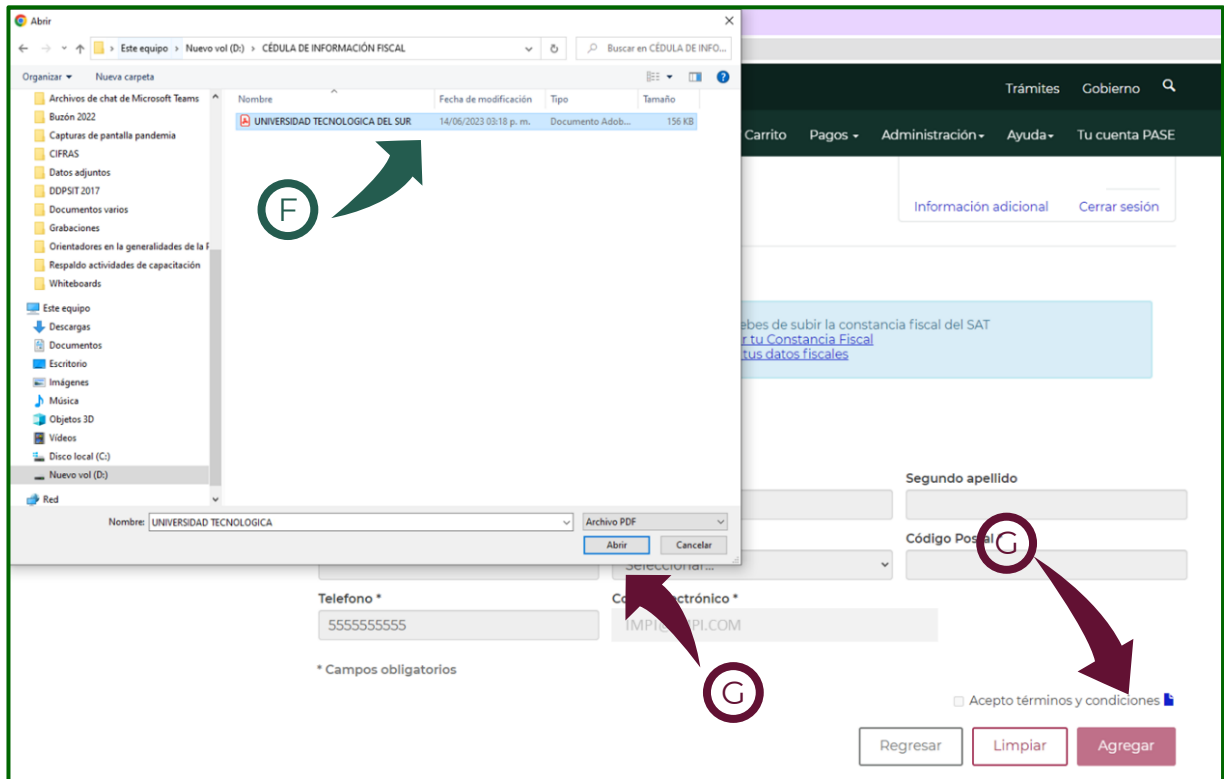 Abrir
Este equipo > Nuevo vol (D:) > CÉDULA DE INFORMACIÓN FISCAL
Buscar en CÉDULA DE INFO...
Organizar
Nueva carpeta
Archivos de chat de Microsoft Teams
Buzón 2022
Capturas de pantalla pandemia
CIFRAS
Datos adjuntos
DDPSIT 2017
Documentos varios
Grabaciones
Orientadores en la generalidades de la
Respaldo actividades de capacitación
Whiteboards
Este equipo
Descargas
Documentos
Escritorio
Imágenes
Música
Objetos 3D
Vídeos
Disco local (C:)
Nuevo vol (D:)
Red
Nombre Fecha de modificación Tipo Tamaño
UNIVERSIDAD TECNOLOGICA DEL SUR 14/06/2023 03:18 p. m. Documento Adob... 156 KB
F
Nombre: UNIVERSIDAD TECNOLOGICA
Archivo PDF
Abrir Cancelar
Trámites Gobierno
Carrito Pagos Administración Ayuda Tu cuenta PASE
Información adicional Cerrar sesión
de subir la constancia fiscal del SAT
tu Constancia Fiscal
tus datos fiscales
Segundo apellido
Código Postal
G
Seleccionar...
Telefono * electrónico *
5555555555 .COM
* Campos obligatorios
G
Acepto términos y condiciones
Regresar Limpiar Agregar